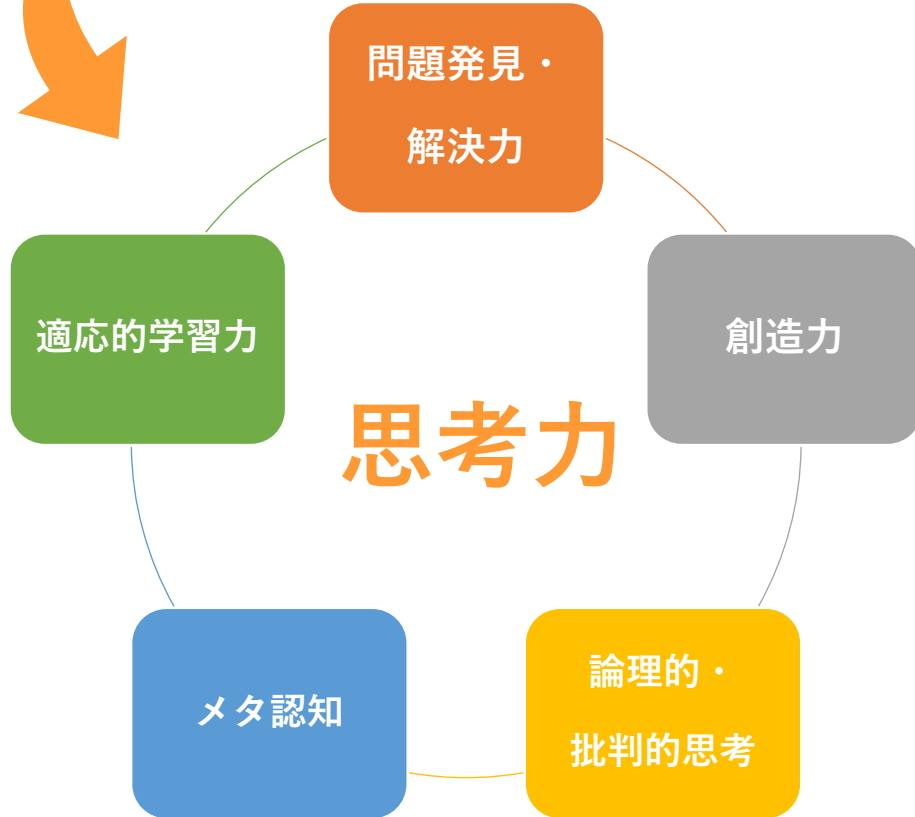 問題発見・
解決力
適応的学習力
創造力
思考力
メタ認知
論理的・
批判的思考